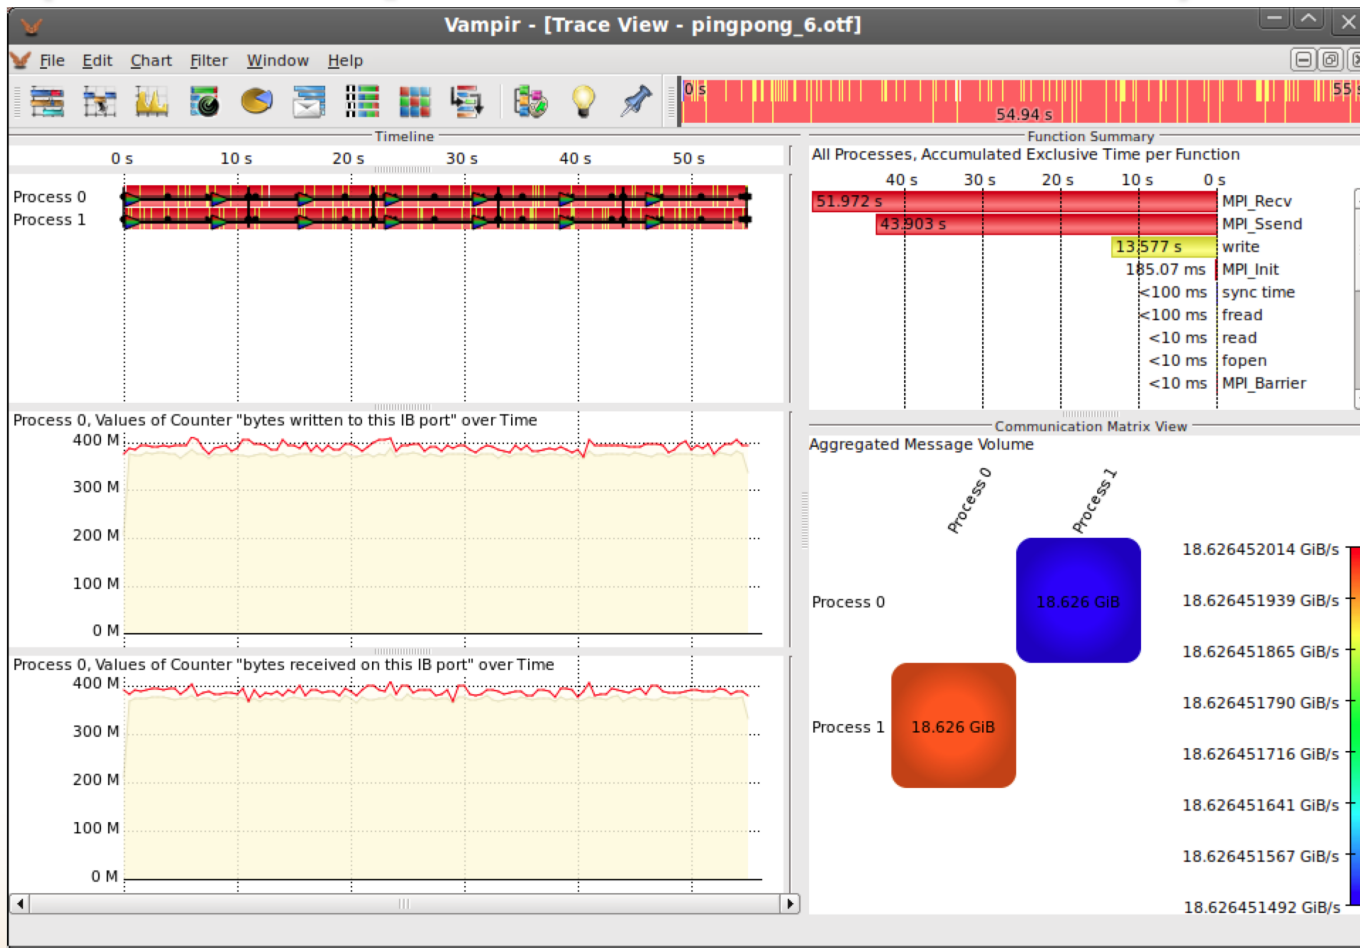 Vampir - [Trace View - pingpong_6.otf]
File Edit Chart Filter Window Help
0 s
55 s
54.94 s
Timeline
0 s 10 s 20 s 30 s 40 s 50 s
Process 0
Process 1
Process 0, Values of Counter "bytes written to this IB port" over Time
400 M
300 M
200 M
100 M
0 M
Process 0, Values of Counter "bytes received on this IB port" over Time
400 M
300 M
200 M
100 M
0 M
Function Summary
All Processes, Accumulated Exclusive Time per Function
40 s 30 s 20 s 10 s 0 s
51.972 s MPI_Recv
43.903 s MPI_Ssend
13.577 s write
185.07 ms MPI_Init
<100 ms sync time
<100 ms fread
<10 ms read
<10 ms fopen
<10 ms MPI_Barrier
Communication Matrix View
Aggregated Message Volume
Process 0
Process 1
Process 0
18.626 GiB
Process 1
18.626 GiB
18.626452014 GiB/s
18.626451939 GiB/s
18.626451865 GiB/s
18.626451790 GiB/s
18.626451716 GiB/s
18.626451641 GiB/s
18.626451567 GiB/s
18.626451492 GiB/s